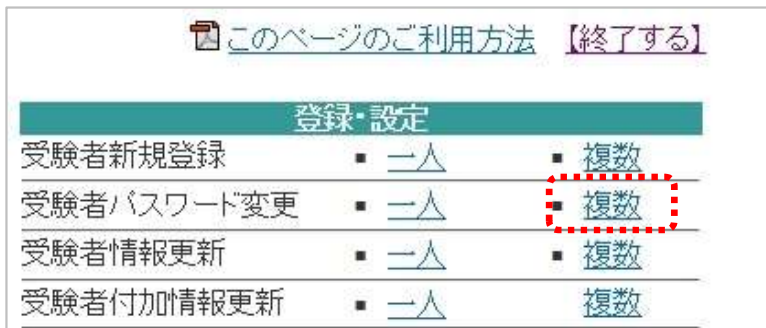 このページのご利用方法 【終了する】
登録・設定
受験者新規登録 ▪ 一人 ▪ 複数
受験者パスワード変更 ▪ 一人 ▪ 複数
受験者情報更新 ▪ 一人 ▪ 複数
受験者付加情報更新 ▪ 一人 複数